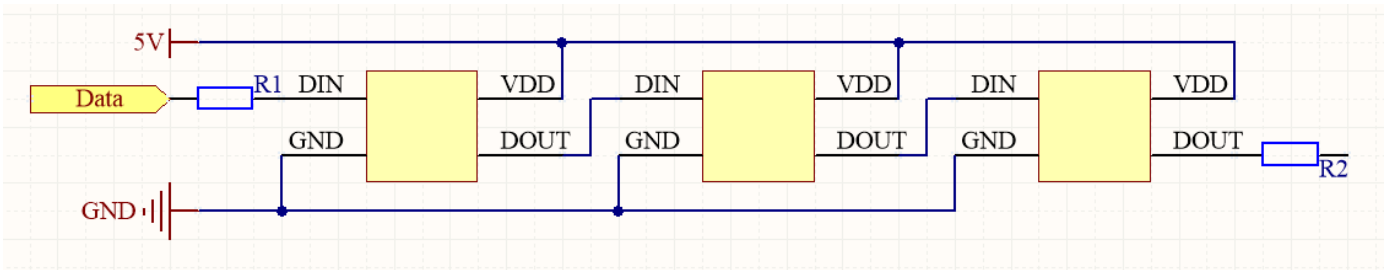 5V
Data
R1
DIN
VDD
DIN
VDD
DIN
VDD
GND
DOUT
GND
DOUT
GND
DOUT
R2
GND